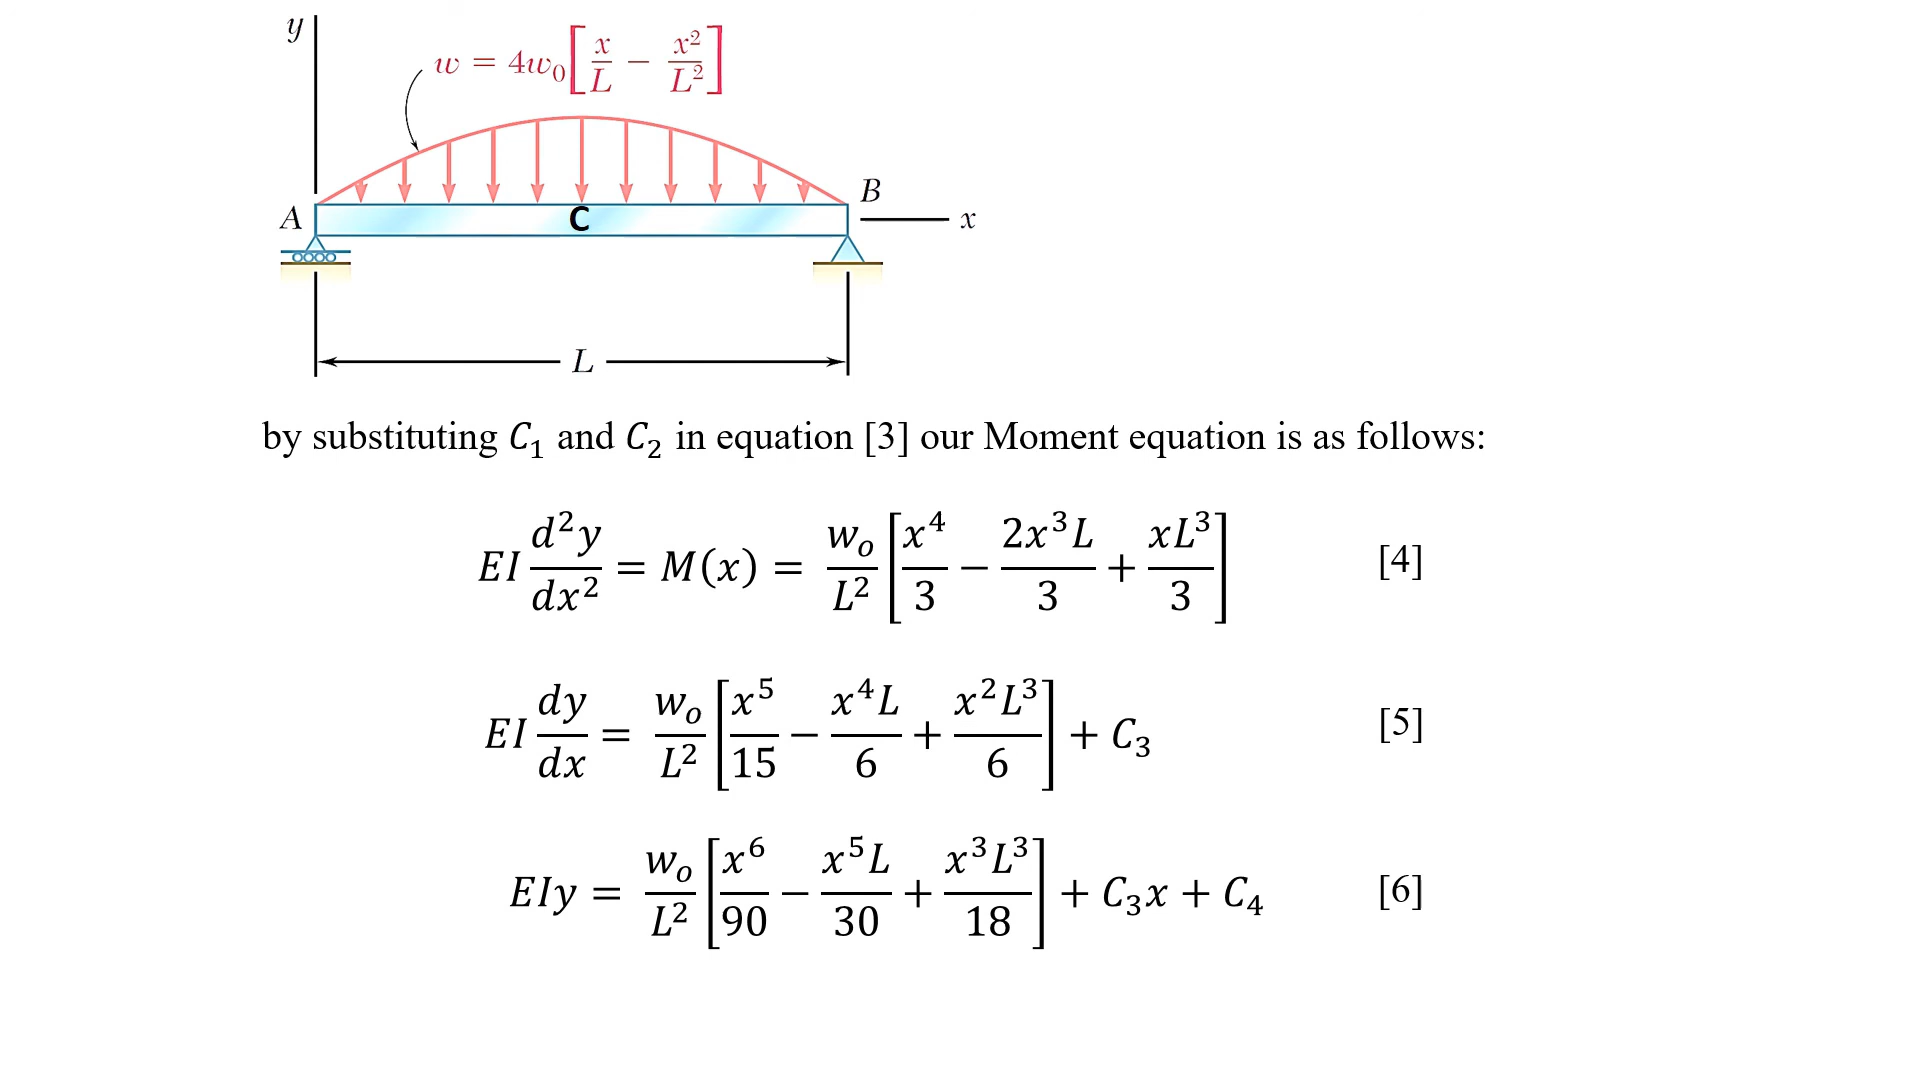 y
w = 4w₀[x/L − x²/L²]
A
C
B
x
L
by substituting C₁ and C₂ in equation [3] our Moment equation is as follows:
EI d²y/dx² = M(x) = wₒ/L² [x⁴/3 − 2x³L/3 + xL³/3] [4]
EI dy/dx = wₒ/L² [x⁵/15 − x⁴L/6 + x²L³/6] + C₃ [5]
EIy = wₒ/L² [x⁶/90 − x⁵L/30 + x³L³/18] + C₃x + C₄ [6]